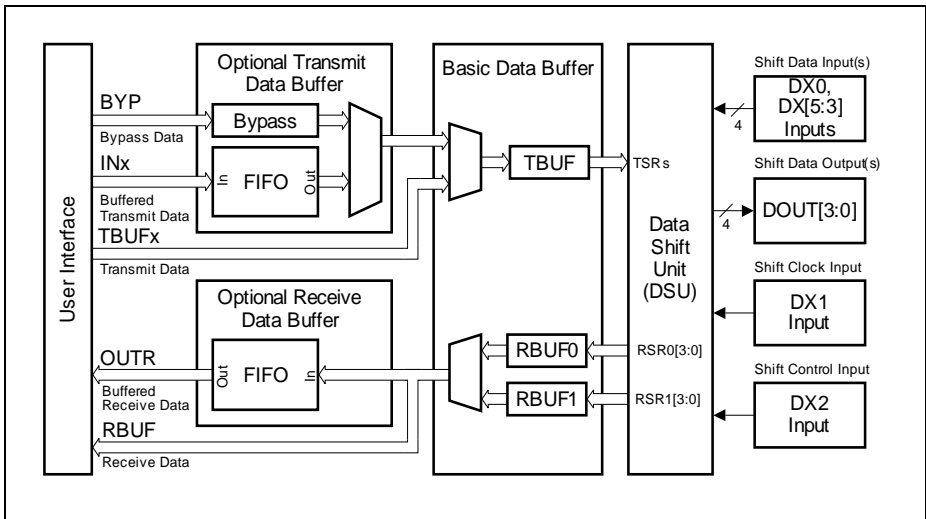 User Interface
BYP
Bypass Data
INx
Buffered
Transmit Data
TBUFx
Transmit Data
OUTR
Buffered
Receive Data
RBUF
Receive Data
Optional Transmit
Data Buffer
Bypass
In
FIFO
Out
Optional Receive
Data Buffer
Out
FIFO
In
Basic Data Buffer
TBUF
RBUF0
RBUF1
TSRs
Data
Shift
Unit
(DSU)
RSR0[3:0]
RSR1[3:0]
Shift Data Input(s)
4
DX0,
DX[5:3]
Inputs
Shift Data Output(s)
4
DOUT[3:0]
Shift Clock Input
DX1
Input
Shift Control Input
DX2
Input